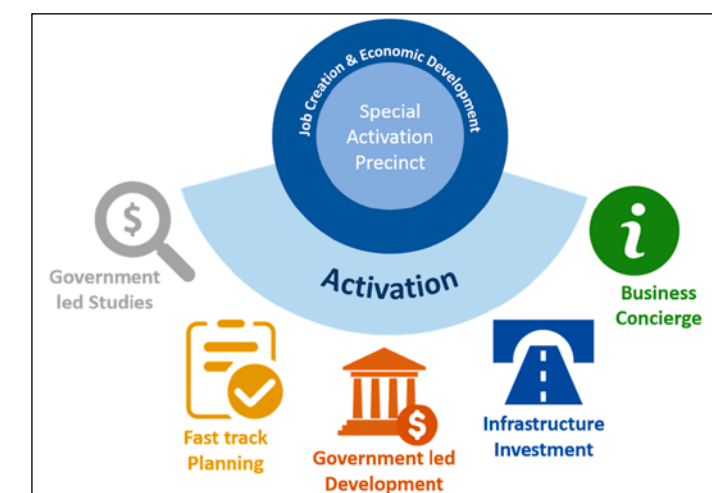 Job Creation & Economic Development
Special
Activation
Precinct
Activation
$
Government
led Studies
i
Business
Concierge
Fast track
Planning
$
Government led
Development
Infrastructure
Investment